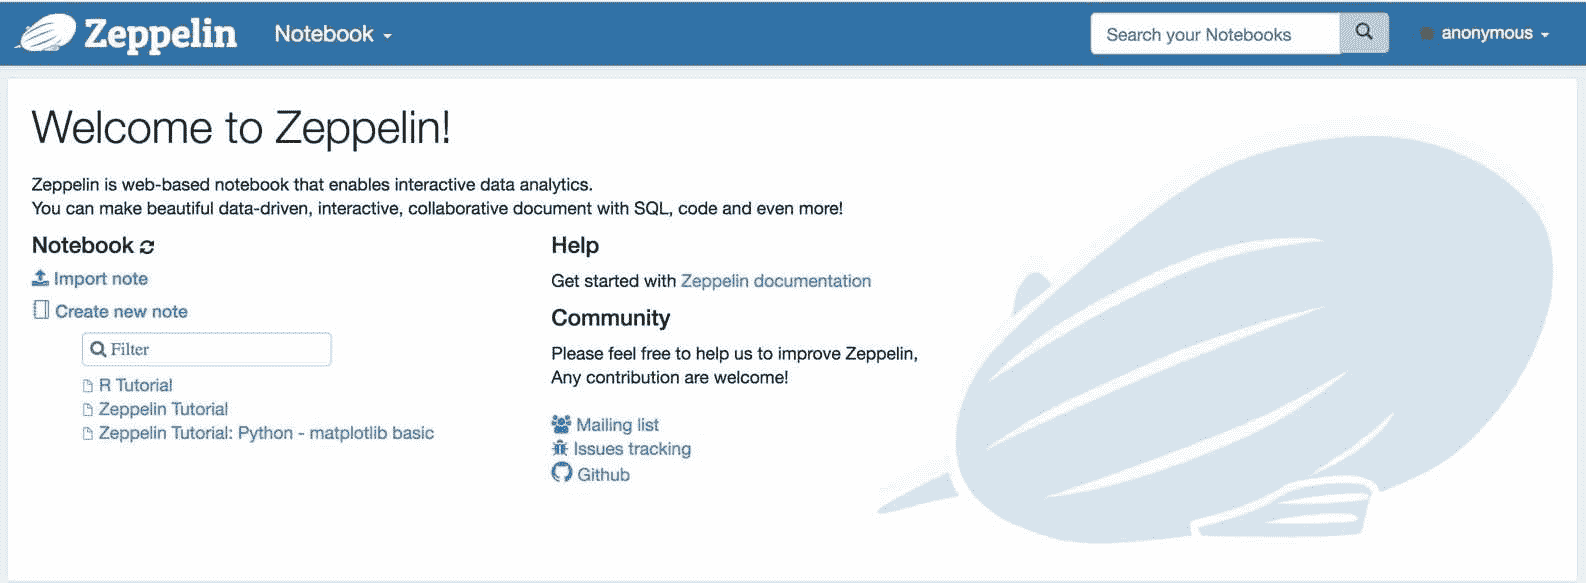 Zeppelin
Notebook
Search your Notebooks
anonymous
Welcome to Zeppelin!
Zeppelin is web-based notebook that enables interactive data analytics.
You can make beautiful data-driven, interactive, collaborative document with SQL, code and even more!
Notebook
Import note
Create new note
Filter
R Tutorial
Zeppelin Tutorial
Zeppelin Tutorial: Python - matplotlib basic
Help
Get started with Zeppelin documentation
Community
Please feel free to help us to improve Zeppelin,
Any contribution are welcome!
Mailing list
Issues tracking
Github